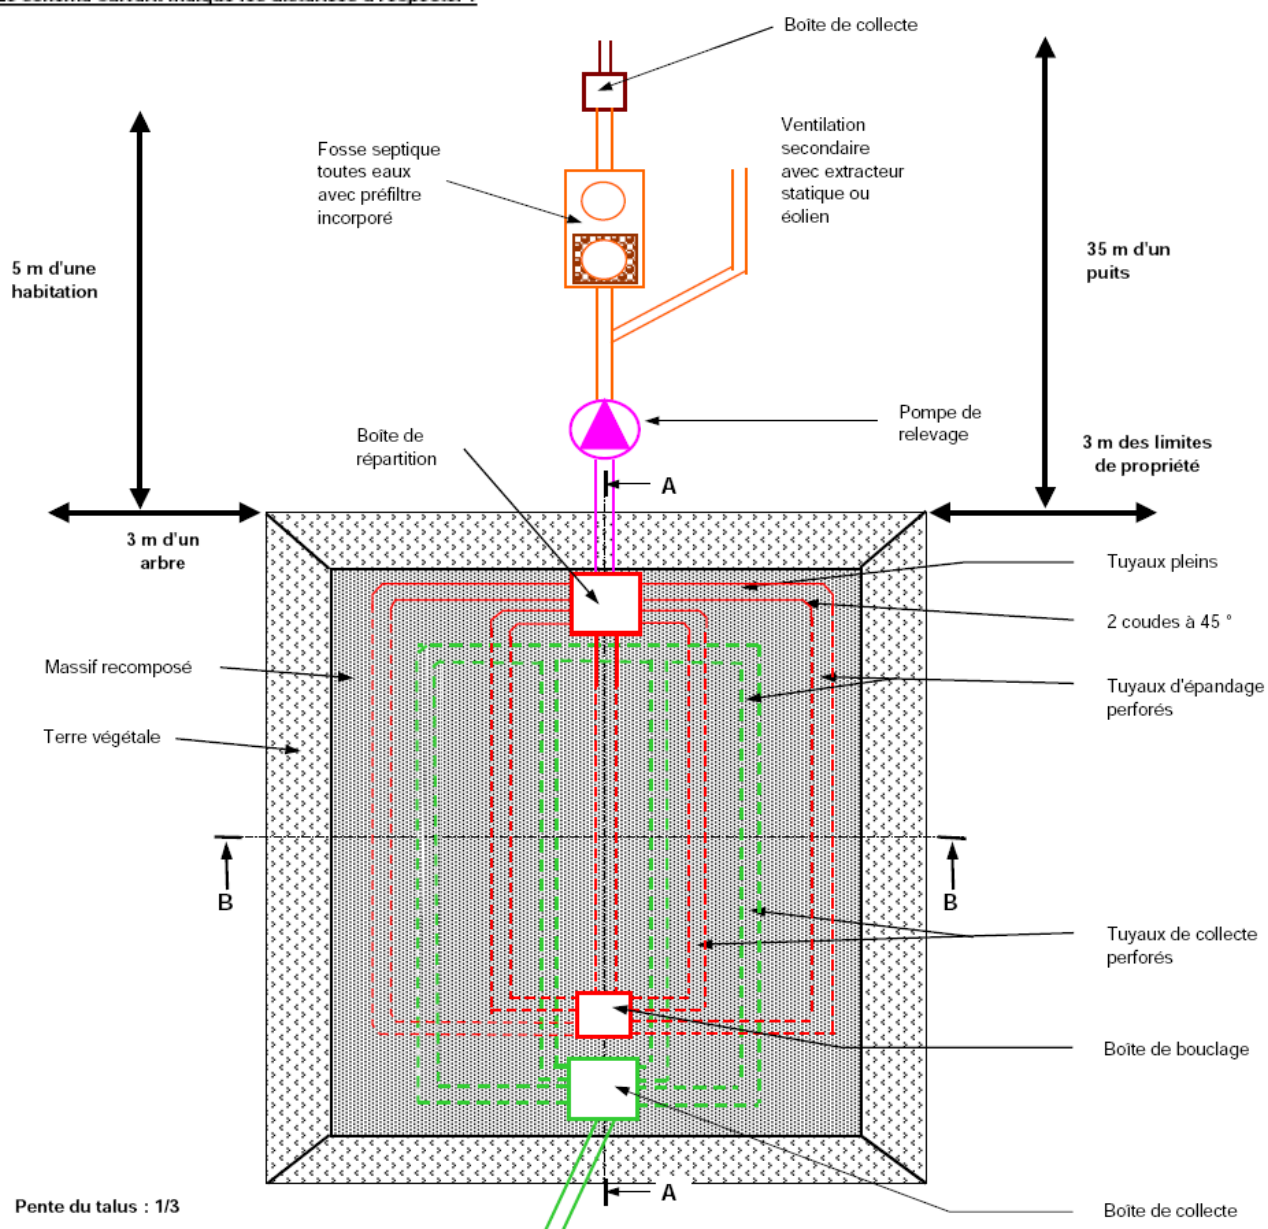 Boîte de collecte
Ventilation
secondaire
avec extracteur
statique ou
éolien
Fosse septique
toutes eaux
avec préfiltre
incorporé
5 m d'une
habitation
35 m d'un
puits
Pompe de
relevage
Boîte de
répartition
3 m des limites
de propriété
A
3 m d'un
arbre
Tuyaux pleins
2 coudes à 45 °
Massif recomposé
Tuyaux d'épandage
perforés
Terre végétale
B
B
Tuyaux de collecte
perforés
Boîte de bouclage
A
Pente du talus : 1/3
Boîte de collecte